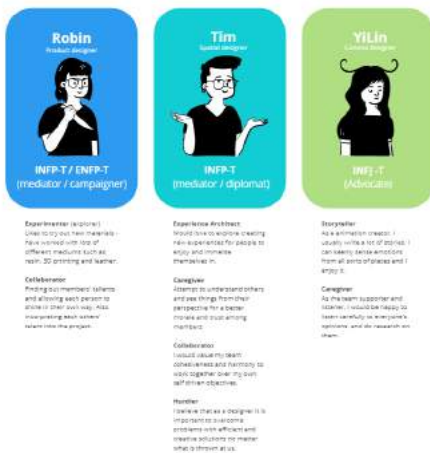 Robin
Product designer
INFP-T / ENFP-T
(mediator / campaigner)
Experimenter (explorer)
Likes to try out new materials -
have worked with lots of
different mediums such as
resin, 3D printing and leather.
Collaborator
Finding out members' talents
and allowing each person to
shine in their own way. Also
incorporating each others'
talent into the project.
Tim
Spatial designer
INFP-T
(mediator / diplomat)
Experience Architect
Would love to explore creating
new experiences for people to
enjoy and immerse
themselves in.
Caregiver
Attempt to understand others
and see things from their
perspective for a better
morale and trust among
members
Collaborator
I would value my team
cohesiveness and harmony to
work together over my own
self driven objectives.
Hurdler
I believe that as a designer it is
important to overcome
problems with efficient and
creative solutions no matter
what is thrown at us.
YiLin
designer
INFJ -T
(Advocate)
Storyteller
As a animation creator, I
usually write a lot of stories. I
can keenly sense emotions
from all sorts of places and I
enjoy it.
Caregiver
As the team supporter and
listener, I would be happy to
listen carefully to everyone's
opinions and do research on
them.